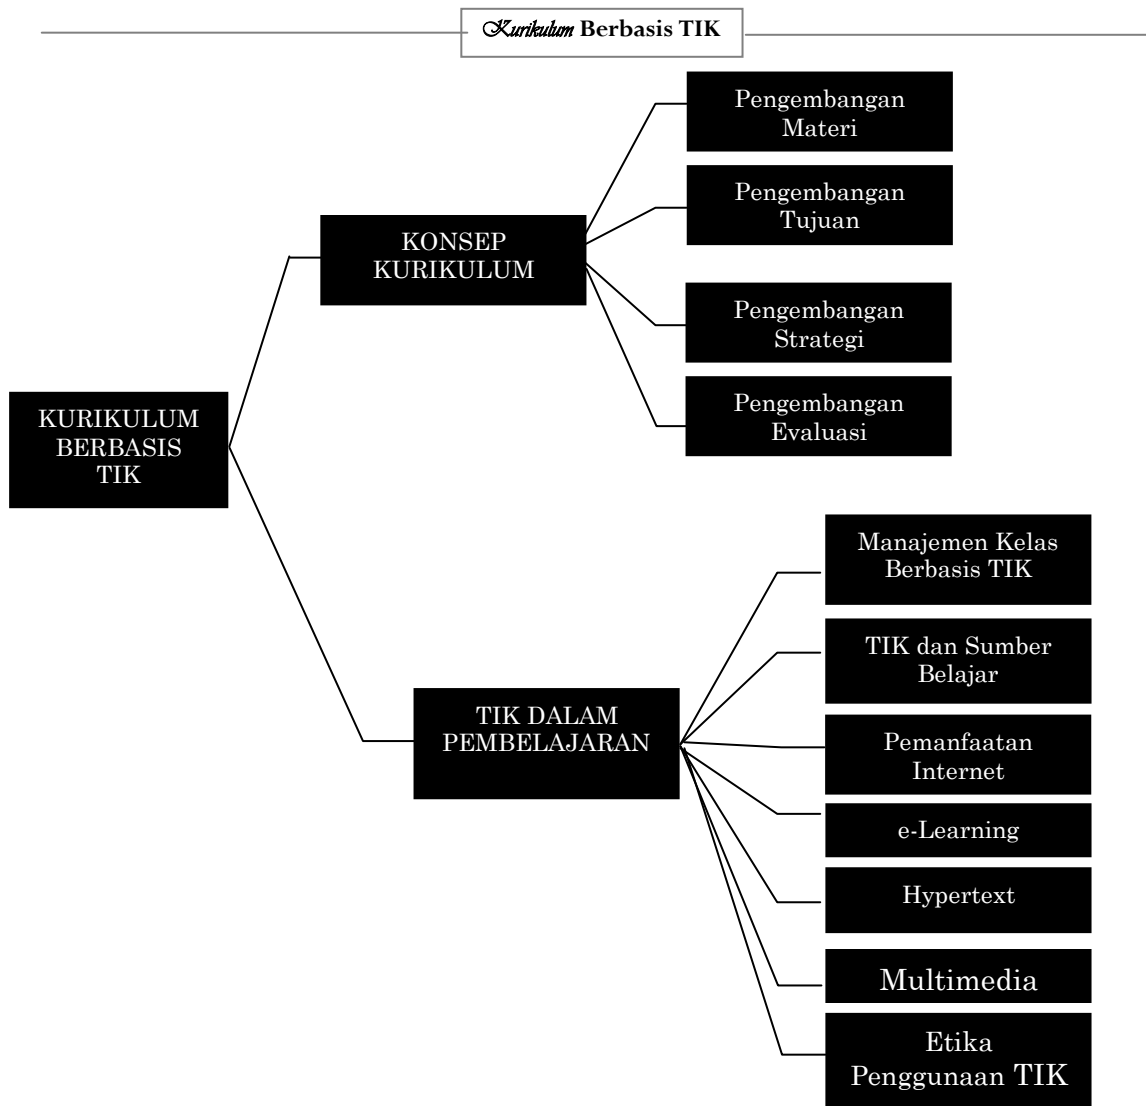 Kurikulum Berbasis TIK
Pengembangan
Materi
Pengembangan
Tujuan
KONSEP
KURIKULUM
Pengembangan
Strategi
Pengembangan
Evaluasi
KURIKULUM
BERBASIS
TIK
Manajemen Kelas
Berbasis TIK
TIK dan Sumber
Belajar
TIK DALAM
PEMBELAJARAN
Pemanfaatan
Internet
e-Learning
Hypertext
Multimedia
Etika
Penggunaan TIK